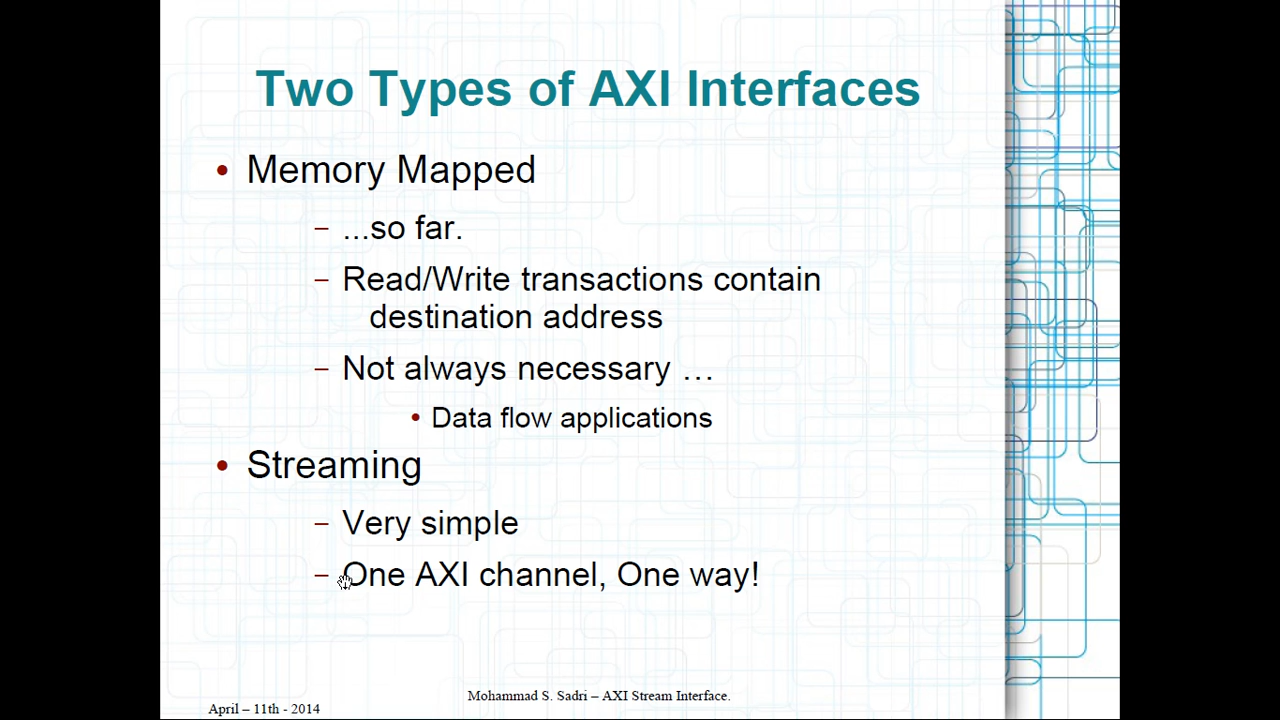 Two Types of AXI Interfaces
• Memory Mapped
– ...so far.
– Read/Write transactions contain
destination address
– Not always necessary …
• Data flow applications
• Streaming
– Very simple
– One AXI channel, One way!
Mohammad S. Sadri – AXI Stream Interface.
April – 11th - 2014